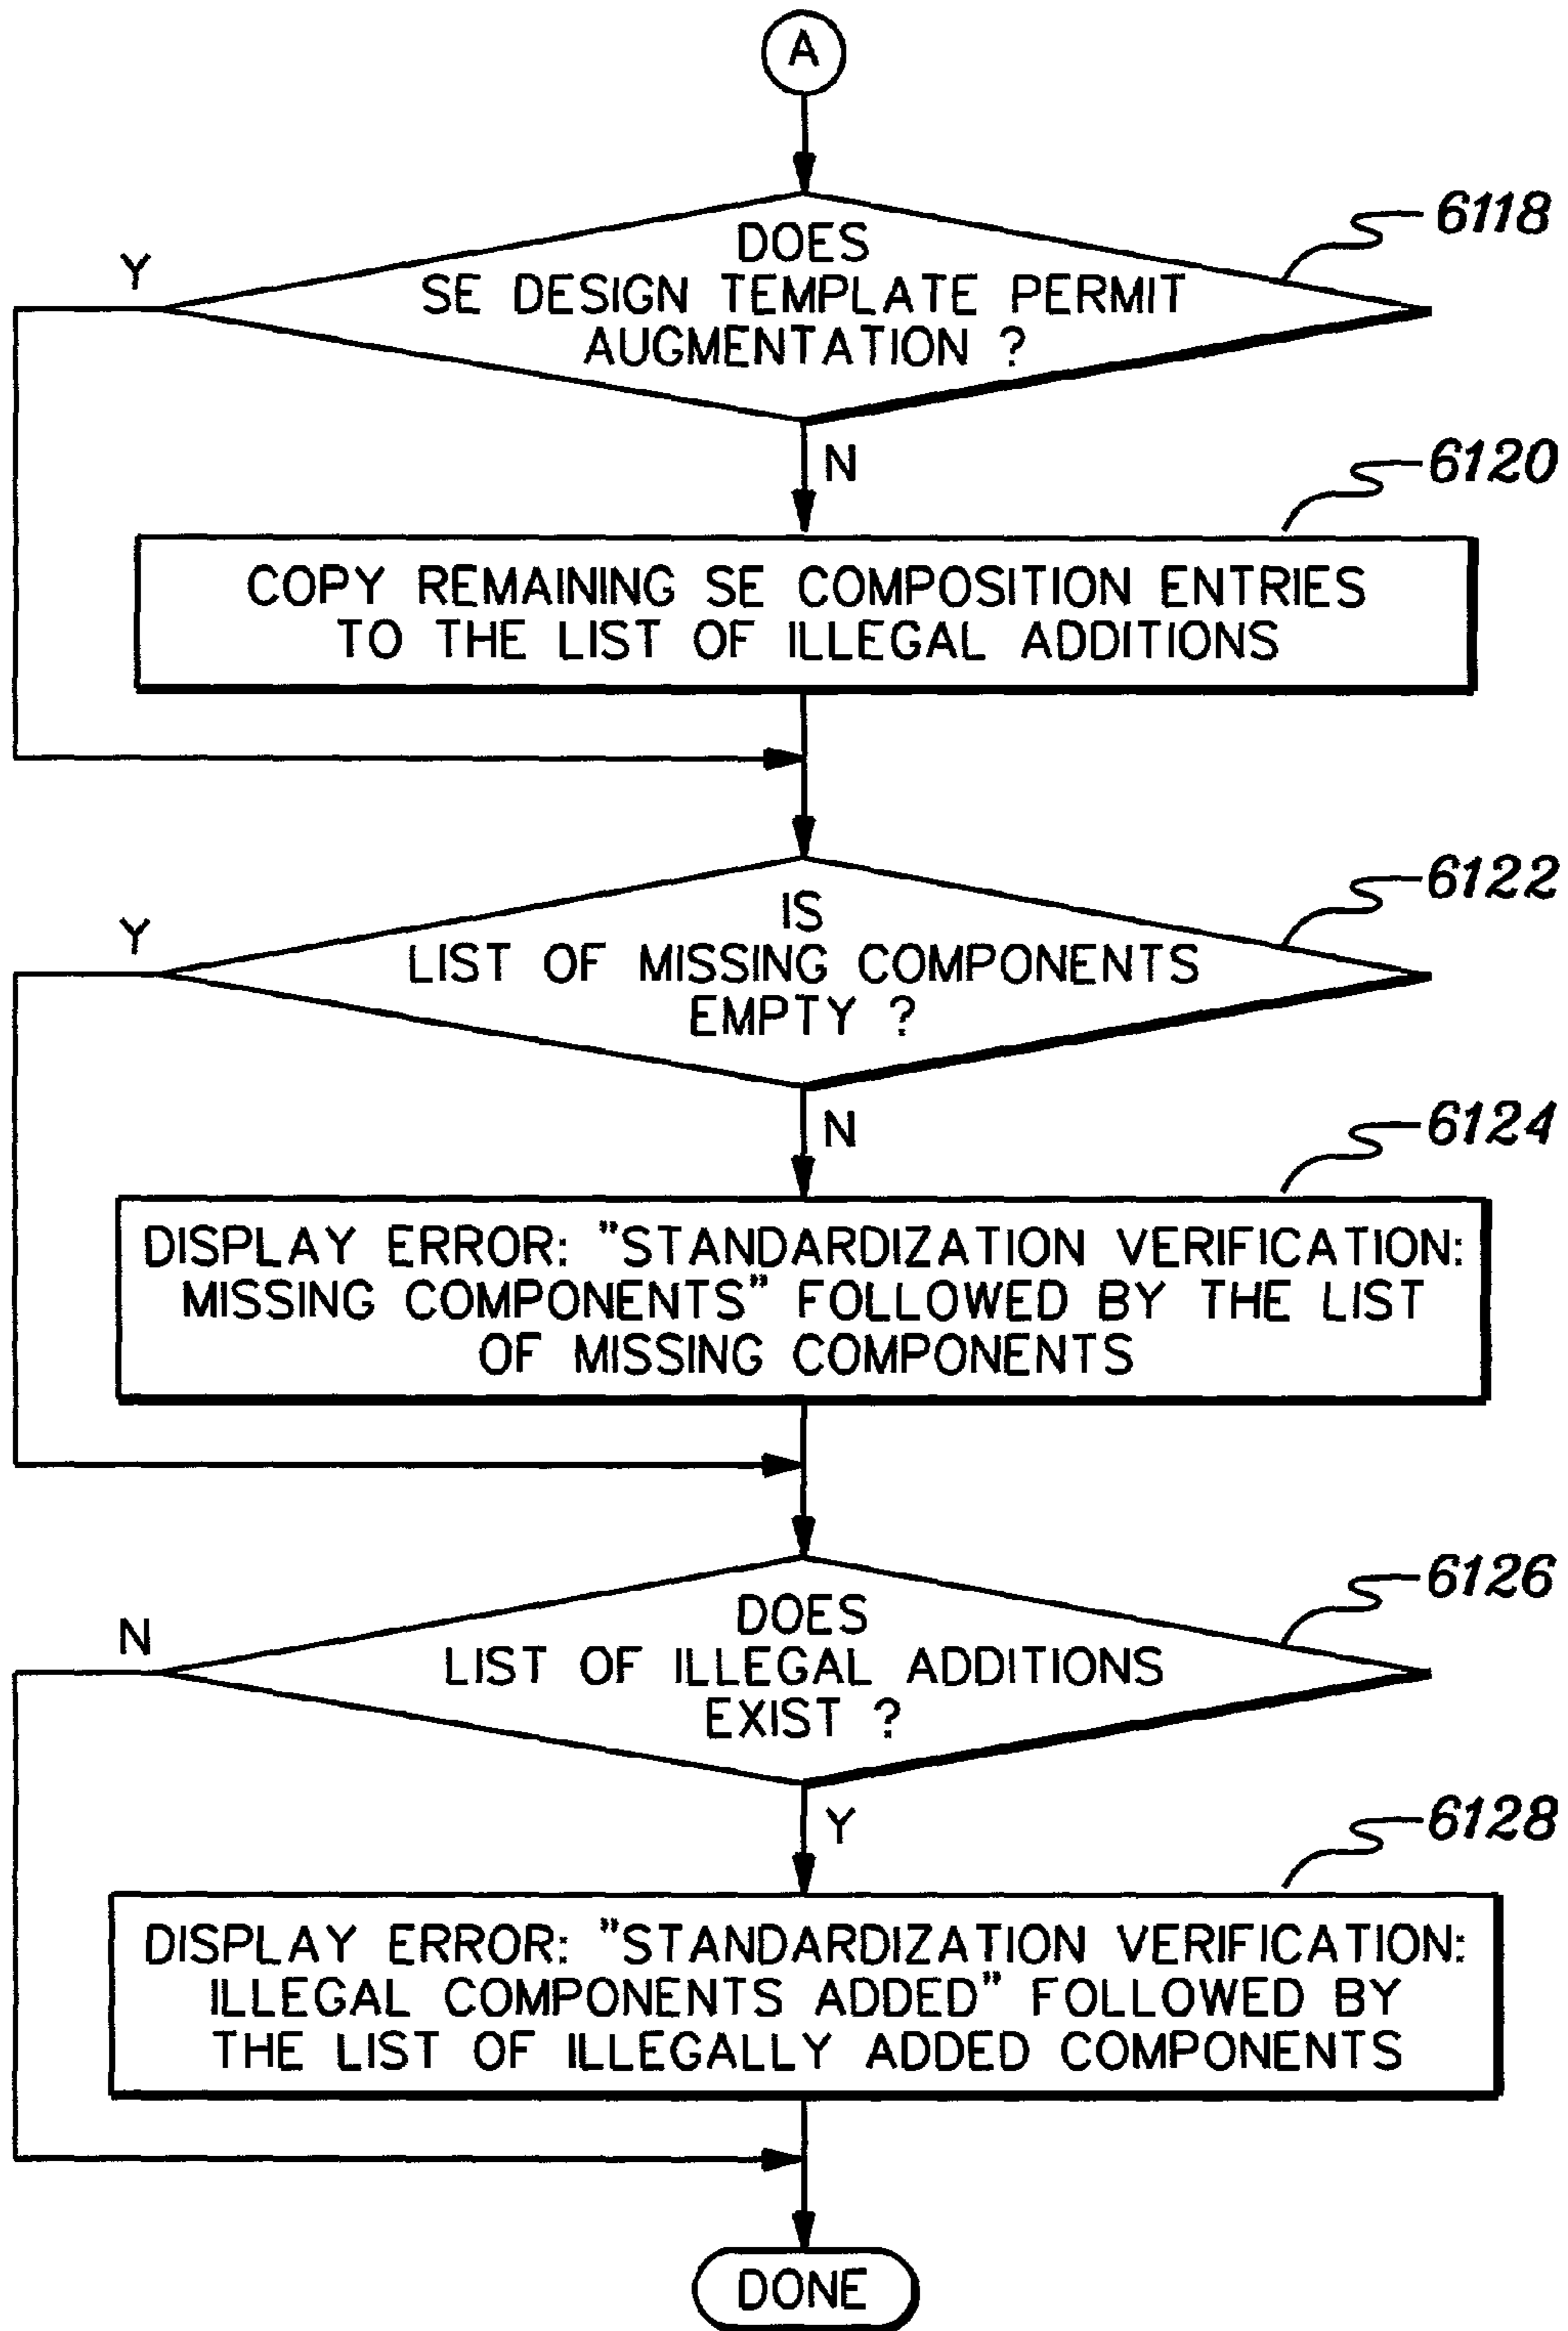 A
6118
DOES
Y
SE DESIGN TEMPLATE PERMIT
AUGMENTATION ?
N
6120
COPY REMAINING SE COMPOSITION ENTRIES
TO THE LIST OF ILLEGAL ADDITIONS
6122
IS
Y
LIST OF MISSING COMPONENTS
EMPTY ?
N
6124
DISPLAY ERROR: "STANDARDIZATION VERIFICATION:
MISSING COMPONENTS" FOLLOWED BY THE LIST
OF MISSING COMPONENTS
6126
DOES
N
LIST OF ILLEGAL ADDITIONS
EXIST ?
Y
6128
DISPLAY ERROR: "STANDARDIZATION VERIFICATION:
ILLEGAL COMPONENTS ADDED" FOLLOWED BY
THE LIST OF ILLEGALLY ADDED COMPONENTS
DONE